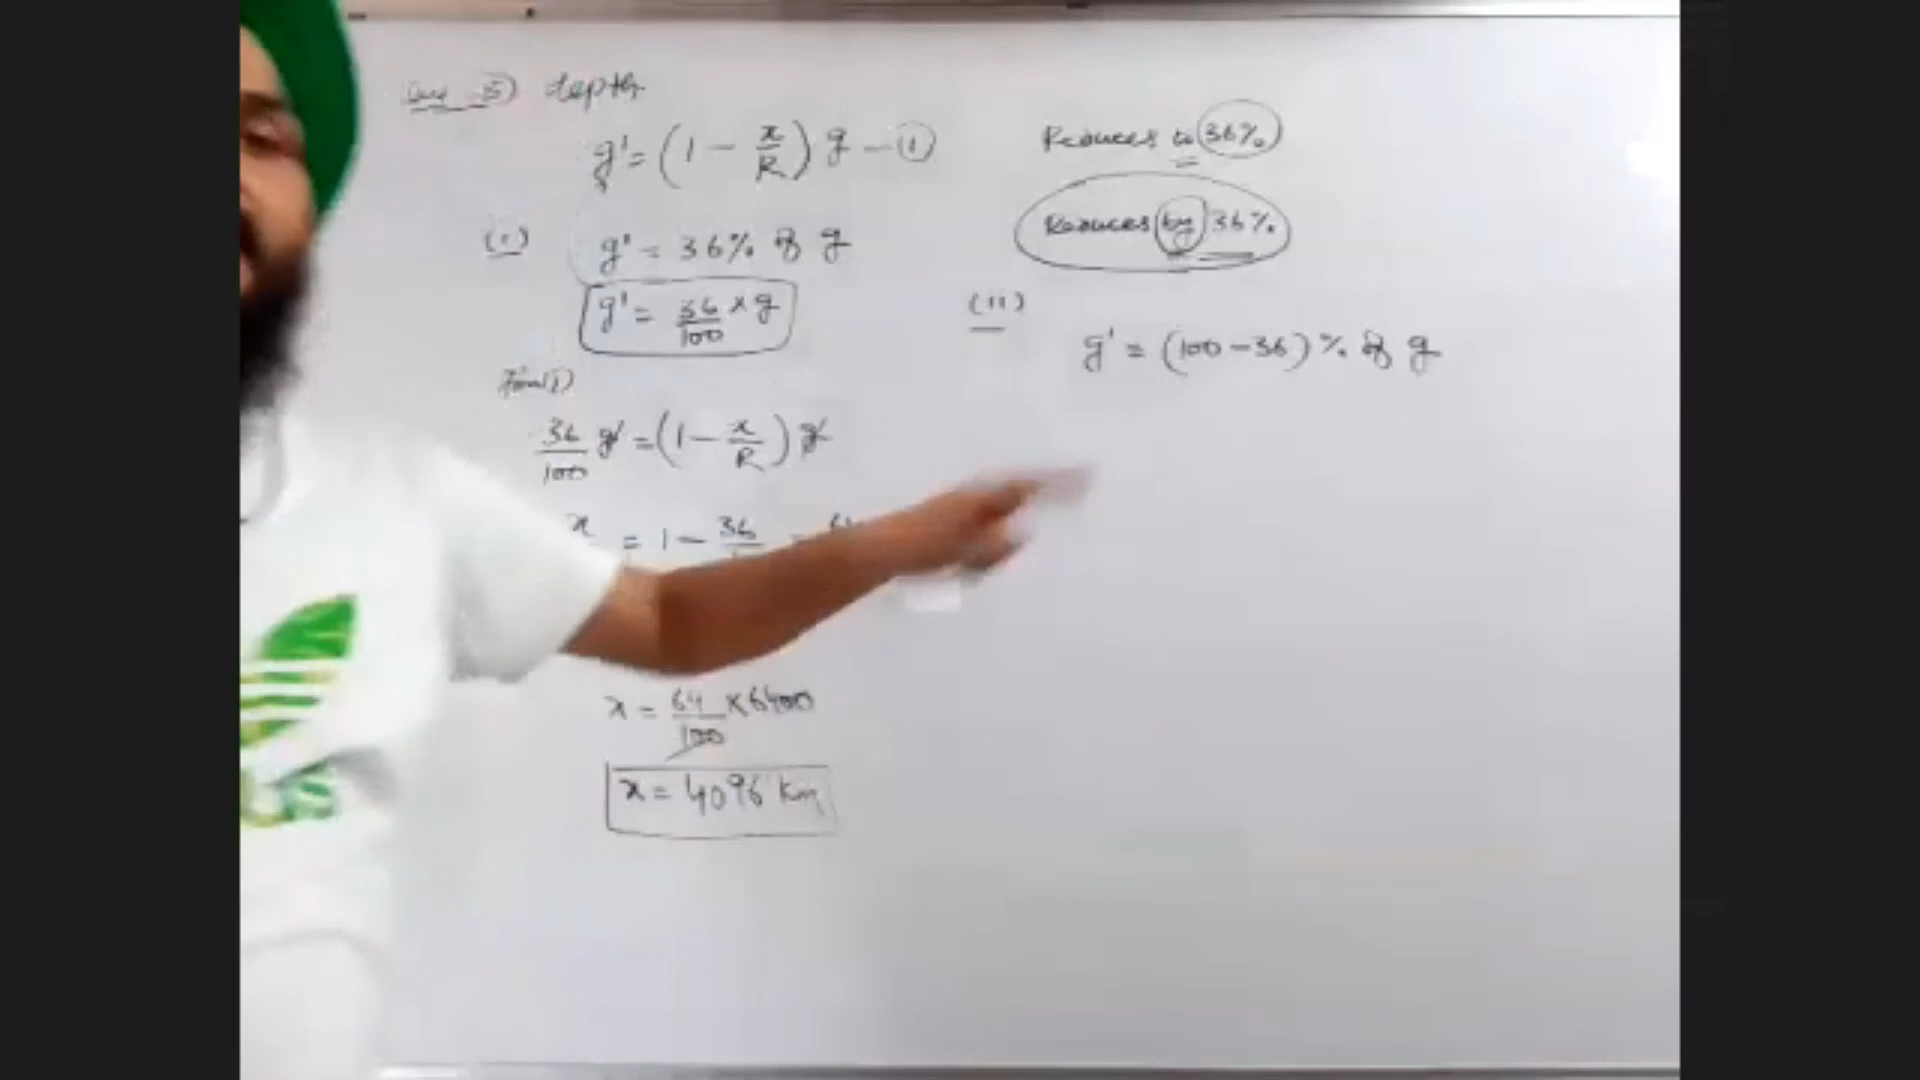 Ques 5) depth
g' = (1 - x/R) g - (1)
(i) g' = 36% of g
g' = 36/100 x g
From(1)
36/100 g = (1 - x/R) g
x = 1 - 36
x = 64/100 x 6400
x = 4096 km
Reduces to 36%
Reduces by 36%
(ii)
g' = (100-36) % of g